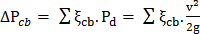 ΔP_cb = ∑ξ_cb.P_d = ∑ξ_cb.v²/2g